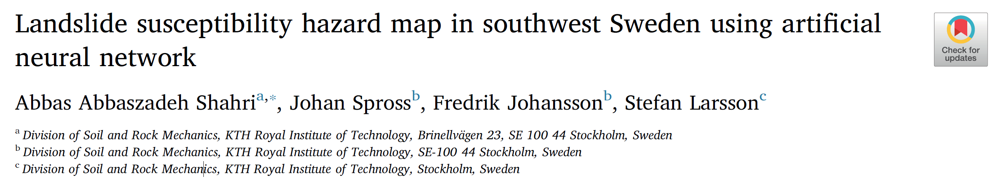 Landslide susceptibility hazard map in southwest Sweden using artificial
neural network
Check for
updates
Abbas Abbaszadeh Shahri a,*, Johan Spross b, Fredrik Johansson b, Stefan Larsson c
a Division of Soil and Rock Mechanics, KTH Royal Institute of Technology, Brinellvägen 23, SE 100 44 Stockholm, Sweden
b Division of Soil and Rock Mechanics, KTH Royal Institute of Technology, SE-100 44 Stockholm, Sweden
c Division of Soil and Rock Mechanics, KTH Royal Institute of Technology, Stockholm, Sweden